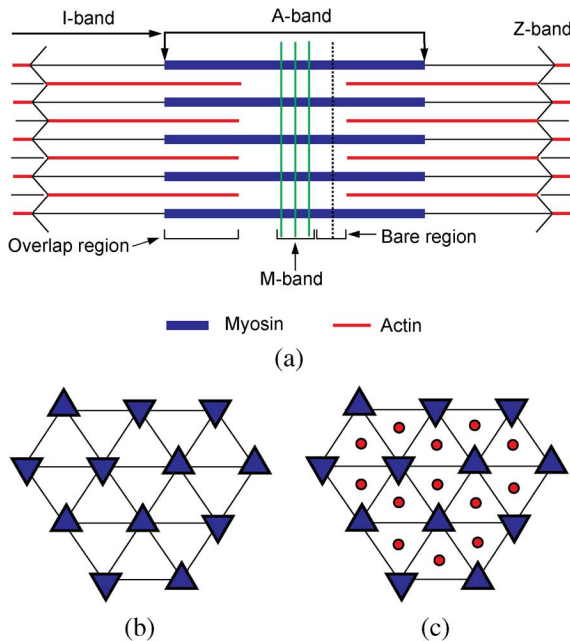 I-band
A-band
Z-band
Overlap region
Bare region
M-band
Myosin
Actin
(a)
(b)
(c)